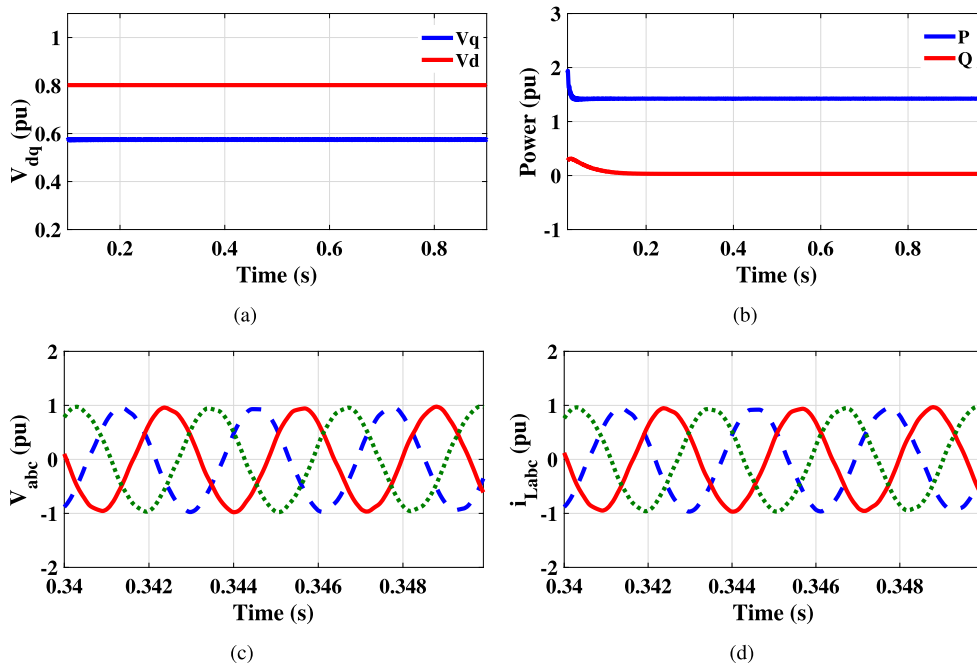 V_dq (pu)
1
0.8
0.6
0.4
0.2
0.2 0.4 0.6 0.8
Time (s)
Vq
Vd
(a)
Power (pu)
3
2
1
0
-1
0.2 0.4 0.6 0.8
Time (s)
P
Q
(b)
V_abc (pu)
2
1
0
-1
-2
0.34 0.342 0.344 0.346 0.348
Time (s)
(c)
i_Labc (pu)
2
1
0
-1
-2
0.34 0.342 0.344 0.346 0.348
Time (s)
(d)